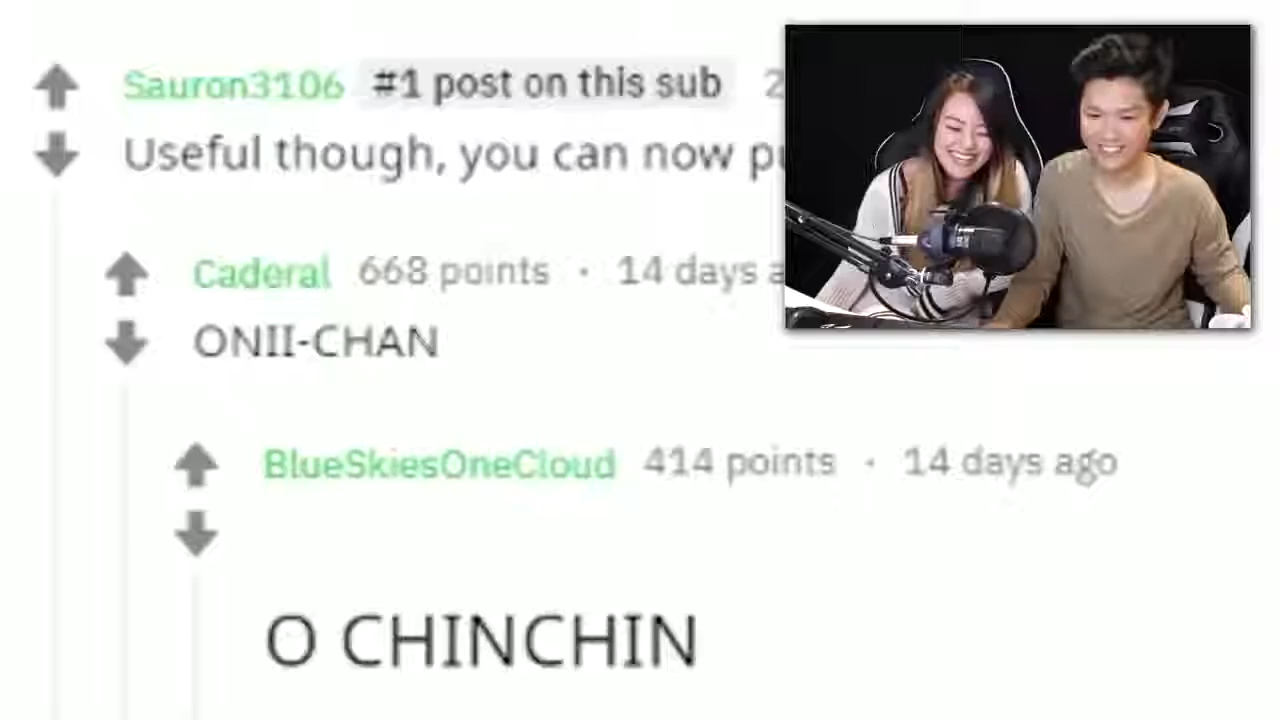 Sauron3106 #1 post on this sub
Useful though, you can now
Caderal 668 points · 14 days
ONII-CHAN
BlueSkiesOneCloud 414 points · 14 days ago
O CHINCHIN